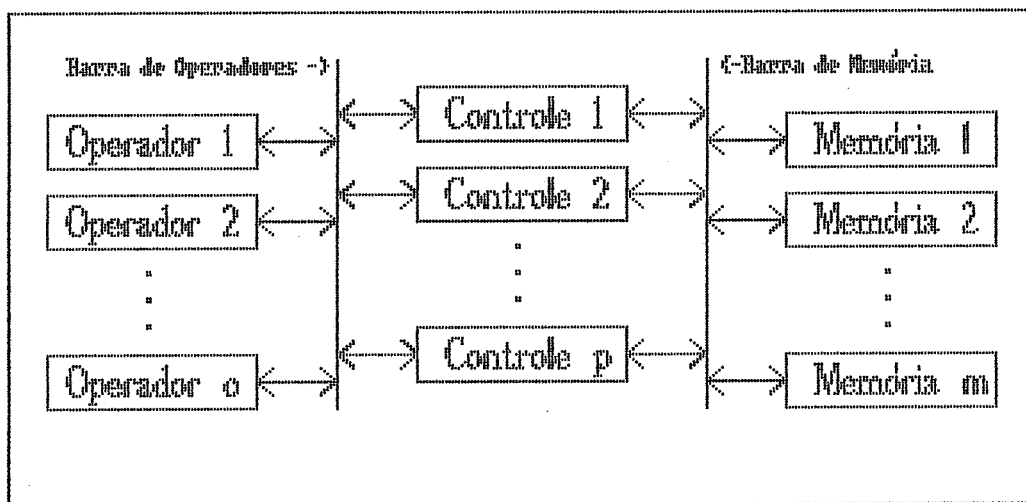 Barra de Operadores -> <-Barra de Memória
Operador 1 Controle 1 Memória 1
Operador 2 Controle 2 Memória 2
Operador o Controle p Memória m